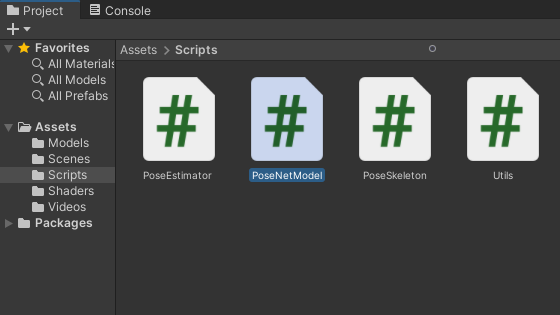 Project Console
Favorites
All Materials
All Models
All Prefabs
Assets
Models
Scenes
Scripts
Shaders
Videos
Packages
Assets > Scripts
PoseEstimator
PoseNetModel
PoseSkeleton
Utils